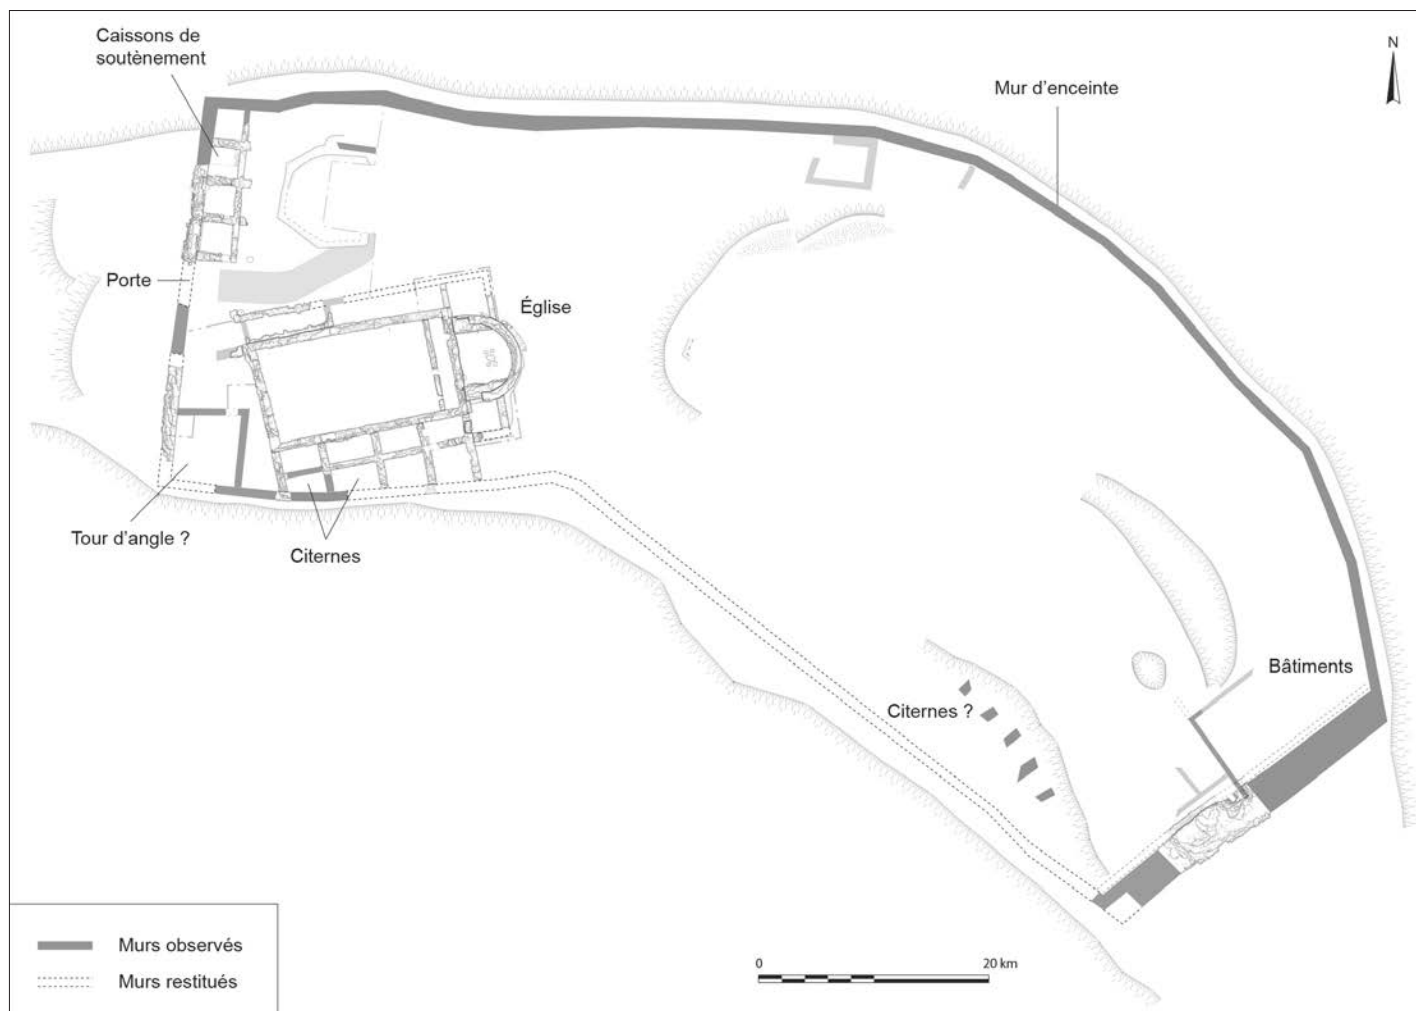 Caissons de
soutènement
N
Mur d'enceinte
Porte
Église
Tour d'angle ?
Citernes
Bâtiments
Citernes ?
Murs observés
Murs restitués
0
20 km